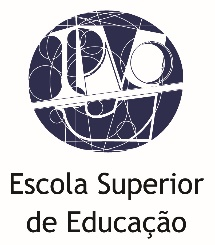 Escola Superior
de Educação